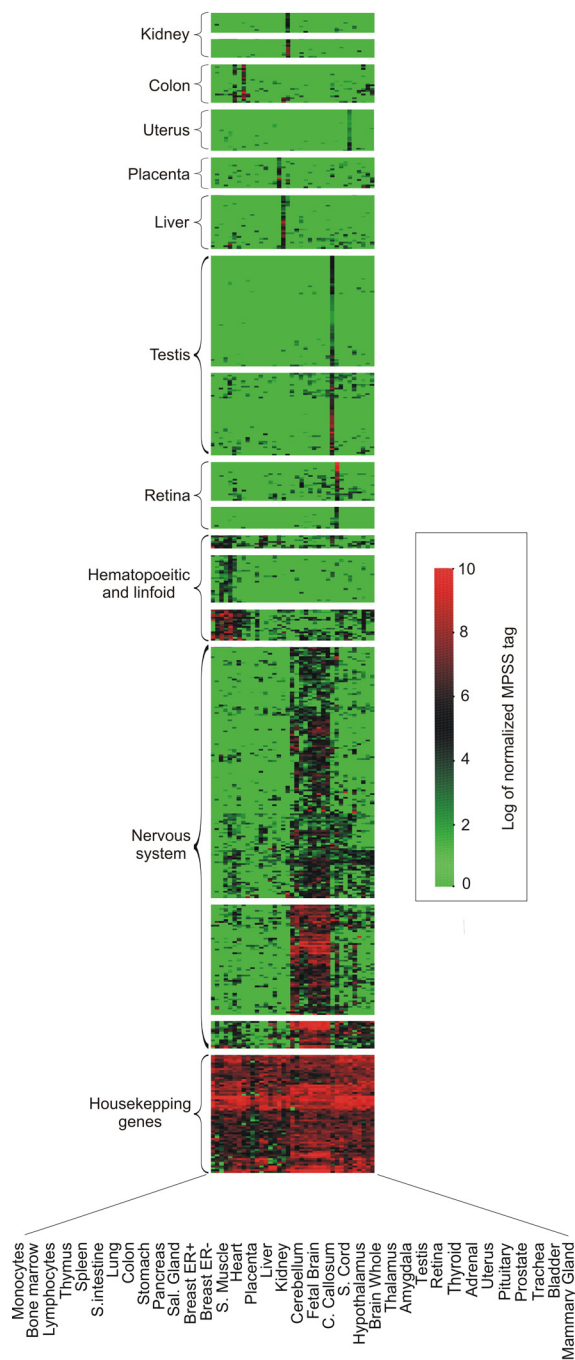 Kidney
Colon
Uterus
Placenta
Liver
Testis
Retina
Hematopoeitic
and linfoid
Nervous
system
Housekepping
genes
10
8
6
4
2
0
Log of normalized MPSS tag
Monocytes
Bone marrow
Lymphocytes
Thymus
Spleen
S.intestine
Lung
Colon
Stomach
Pancreas
Sal. Gland
Breast ER+
Breast ER-
S. Muscle
Heart
Placenta
Liver
Kidney
Cerebellum
Fetal Brain
C. Callosum
S. Cord
Hypothalamus
Brain Whole
Thalamus
Amygdala
Testis
Retina
Thyroid
Adrenal
Uterus
Pituitary
Prostate
Trachea
Bladder
Mammary Gland